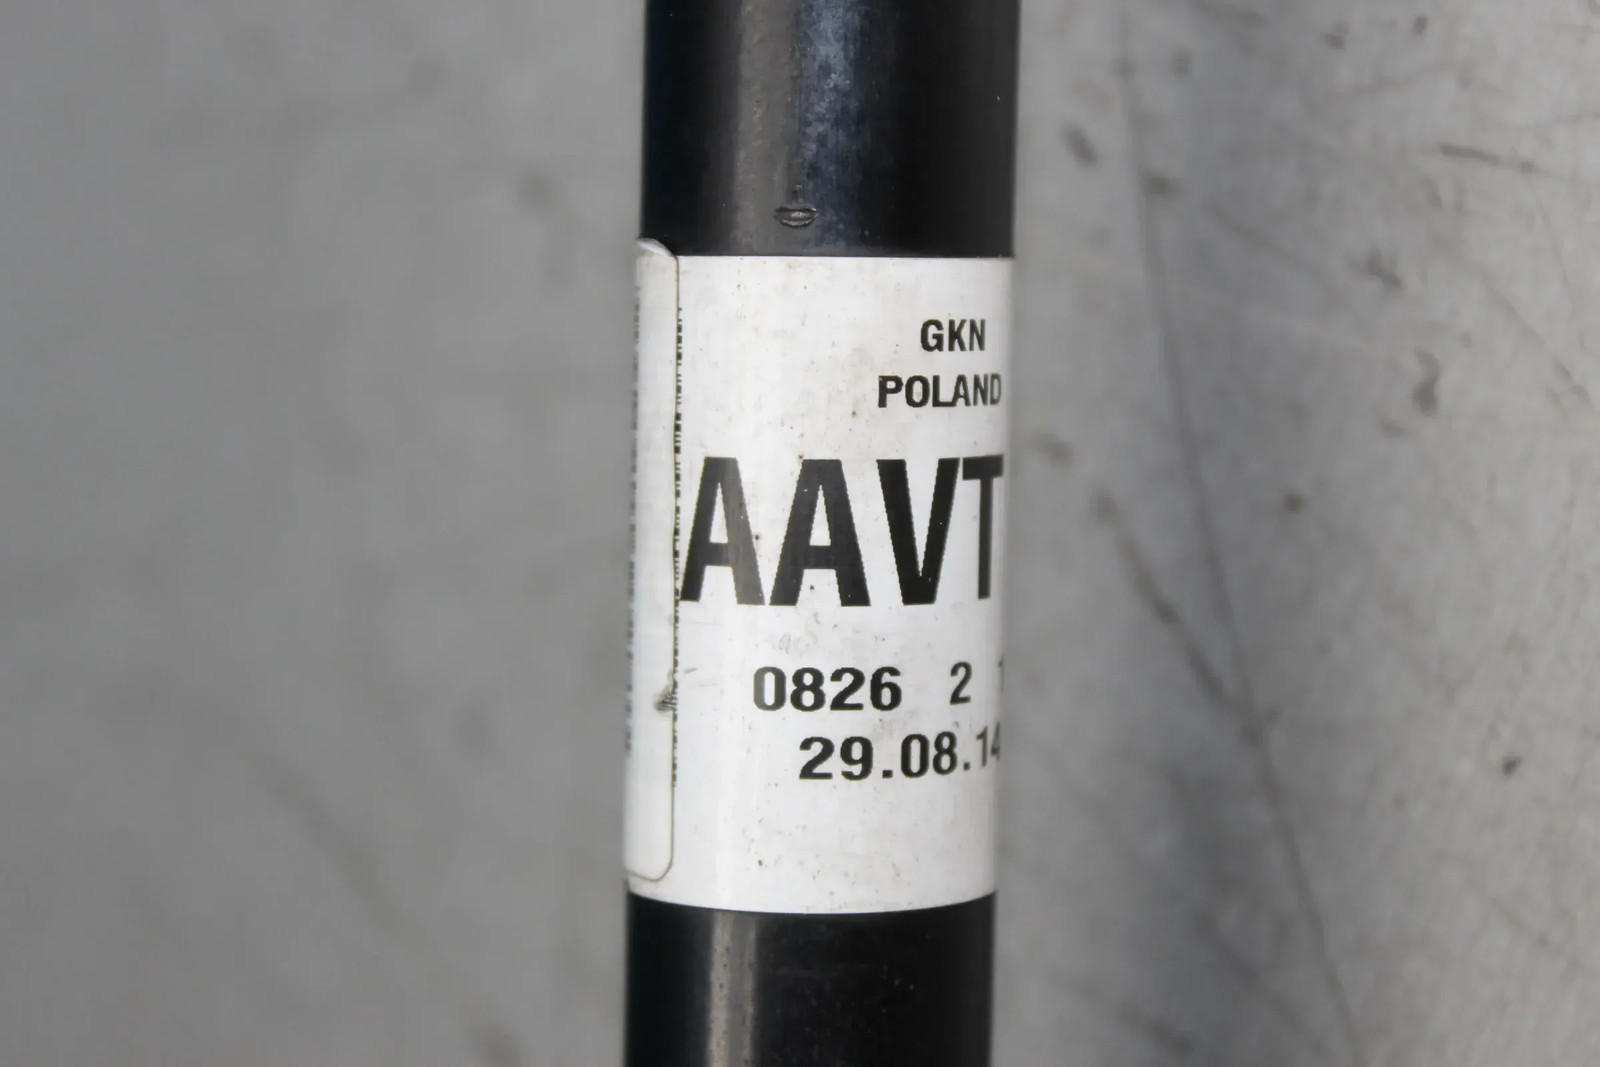 GKN
POLAND
AAVT
0826 2
29.08.14